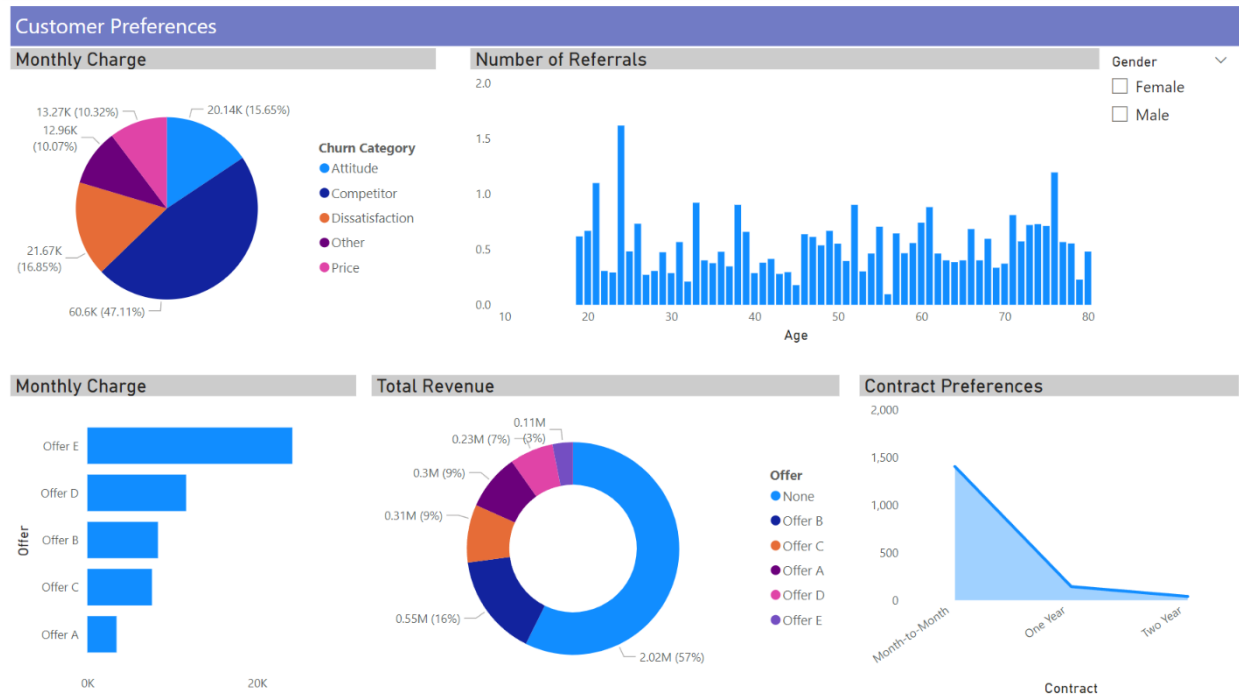 Customer Preferences
Monthly Charge
13.27K (10.32%)
20.14K (15.65%)
12.96K
(10.07%)
21.67K
(16.85%)
60.6K (47.11%)
Churn Category
Attitude
Competitor
Dissatisfaction
Other
Price
Number of Referrals
2.0
1.5
1.0
0.5
0.0
10
20
30
40
50
60
70
80
Age
Gender
Female
Male
Monthly Charge
Offer
Offer E
Offer D
Offer B
Offer C
Offer A
0K
20K
Total Revenue
0.11M
(3%)
0.23M (7%)
0.3M (9%)
0.31M (9%)
0.55M (16%)
2.02M (57%)
Offer
None
Offer B
Offer C
Offer A
Offer D
Offer E
Contract Preferences
2,000
1,500
1,000
500
0
Month-to-Month
One Year
Two Year
Contract